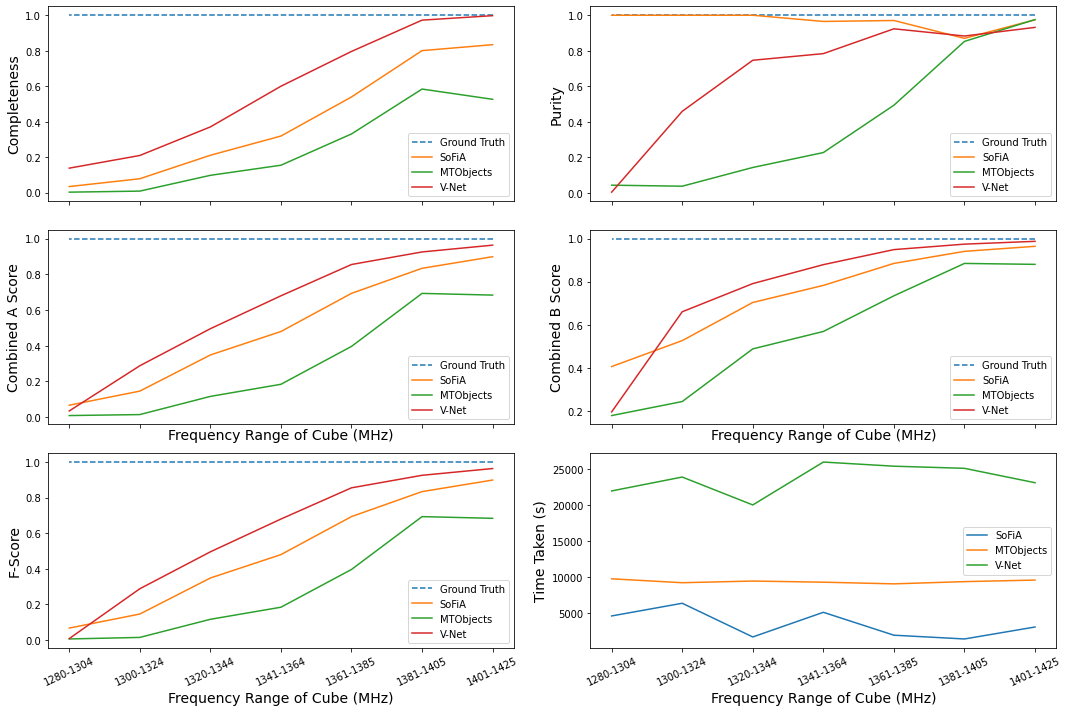 Completeness
1.0
0.8
0.6
0.4
0.2
0.0
Ground Truth
SoFiA
MTObjects
V-Net
Purity
1.0
0.8
0.6
0.4
0.2
0.0
Ground Truth
SoFiA
MTObjects
V-Net
Combined A Score
1.0
0.8
0.6
0.4
0.2
0.0
Ground Truth
SoFiA
MTObjects
V-Net
Frequency Range of Cube (MHz)
Combined B Score
1.0
0.8
0.6
0.4
0.2
Ground Truth
SoFiA
MTObjects
V-Net
Frequency Range of Cube (MHz)
F-Score
1.0
0.8
0.6
0.4
0.2
0.0
Ground Truth
SoFiA
MTObjects
V-Net
1280-1304
1300-1324
1320-1344
1341-1364
1361-1385
1381-1405
1401-1425
Frequency Range of Cube (MHz)
Time Taken (s)
25000
20000
15000
10000
5000
SoFiA
MTObjects
V-Net
1280-1304
1300-1324
1320-1344
1341-1364
1361-1385
1381-1405
1401-1425
Frequency Range of Cube (MHz)